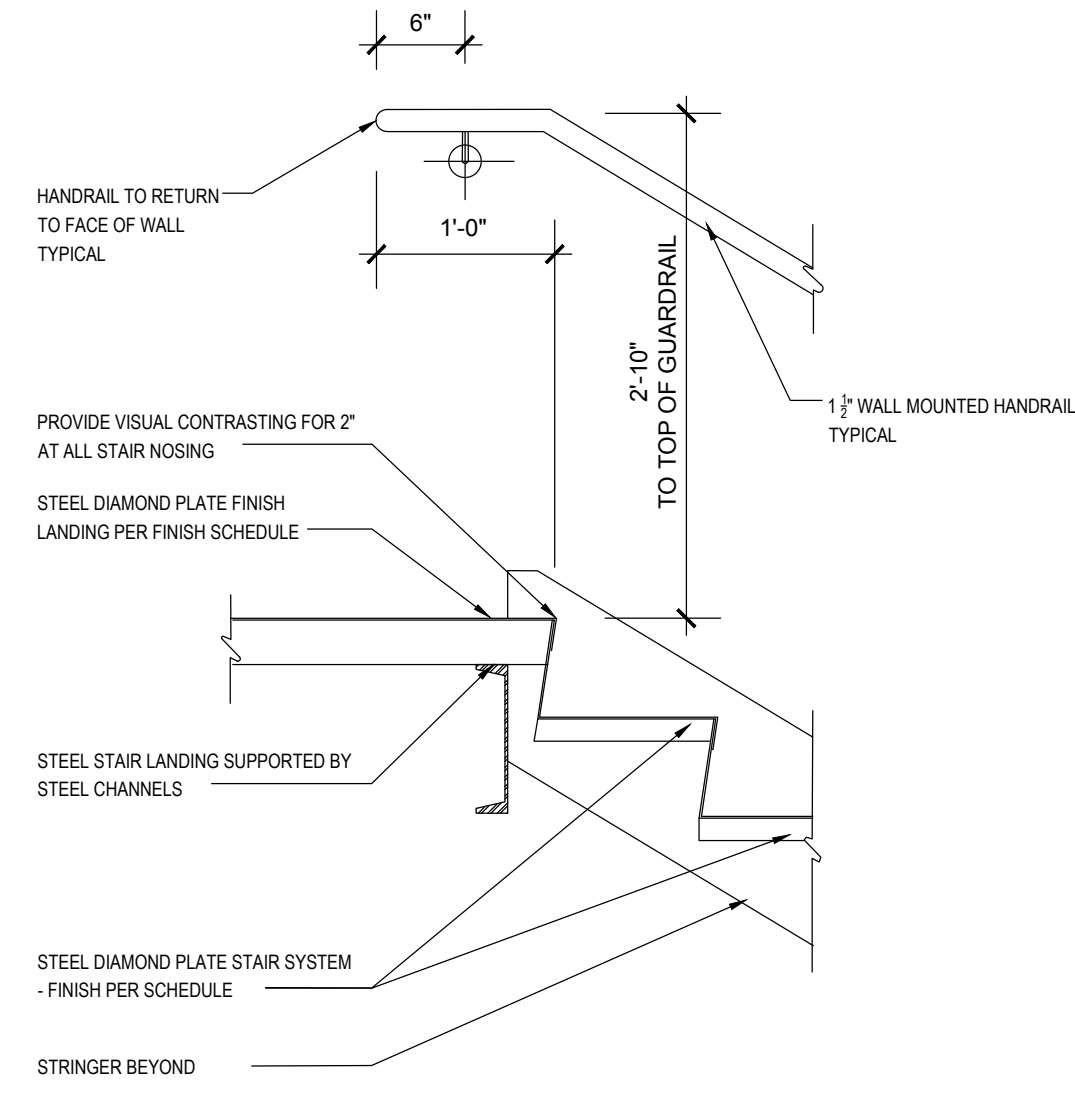 6"
HANDRAIL TO RETURN
TO FACE OF WALL
TYPICAL
1'-0"
2'-10"
TO TOP OF GUARDRAIL
1 1/2" WALL MOUNTED HANDRAIL
TYPICAL
PROVIDE VISUAL CONTRASTING FOR 2"
AT ALL STAIR NOSING
STEEL DIAMOND PLATE FINISH
LANDING PER FINISH SCHEDULE
STEEL STAIR LANDING SUPPORTED BY
STEEL CHANNELS
STEEL DIAMOND PLATE STAIR SYSTEM
- FINISH PER SCHEDULE
STRINGER BEYOND